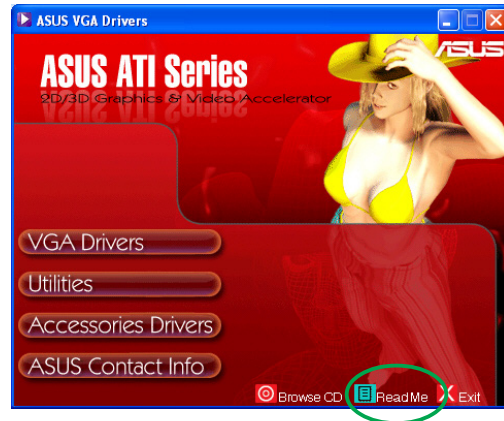 ASUS VGA Drivers
ASUS
ASUS ATI Series
2D/3D Graphics & Video Accelerator
VGA Drivers
Utilities
Accessories Drivers
ASUS Contact Info
Browse CD ReadMe Exit